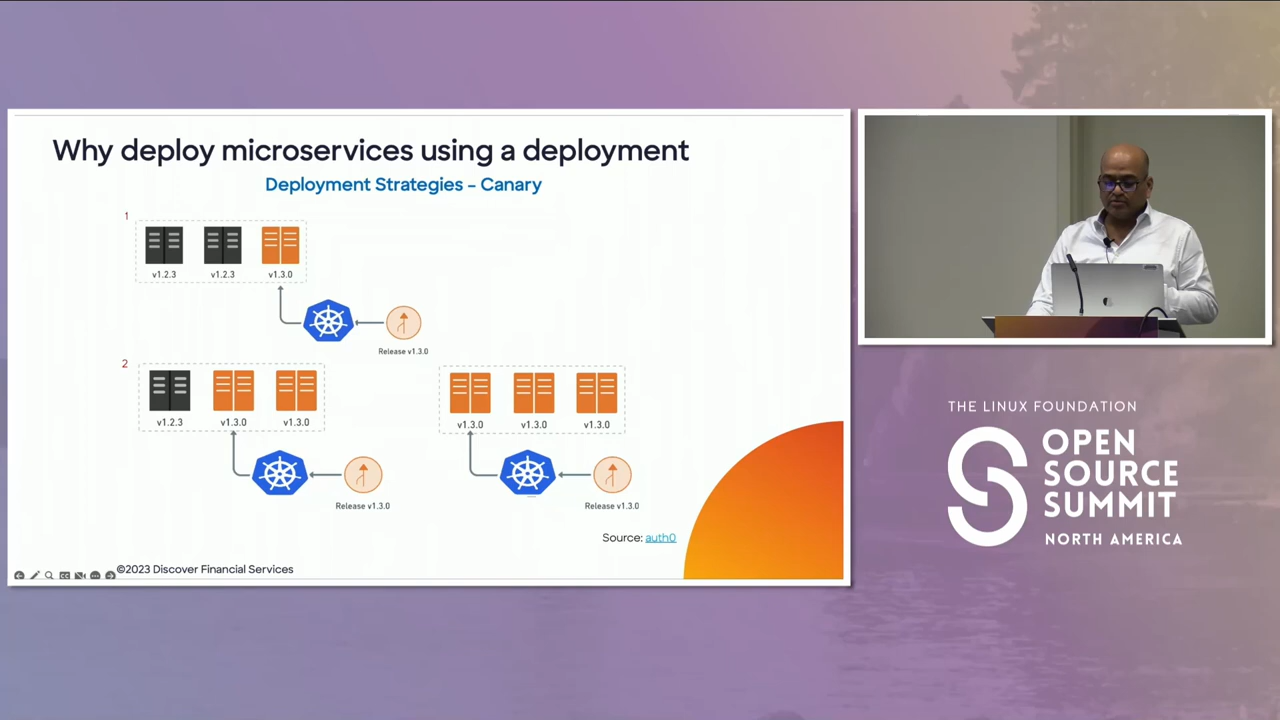 Why deploy microservices using a deployment
Deployment Strategies – Canary
1
v1.2.3 v1.2.3 v1.3.0
Release v1.3.0
2
v1.2.3 v1.3.0 v1.3.0
Release v1.3.0
v1.3.0 v1.3.0 v1.3.0
Release v1.3.0
Source: auth0
©2023 Discover Financial Services
THE LINUX FOUNDATION
OPEN
SOURCE
SUMMIT
NORTH AMERICA